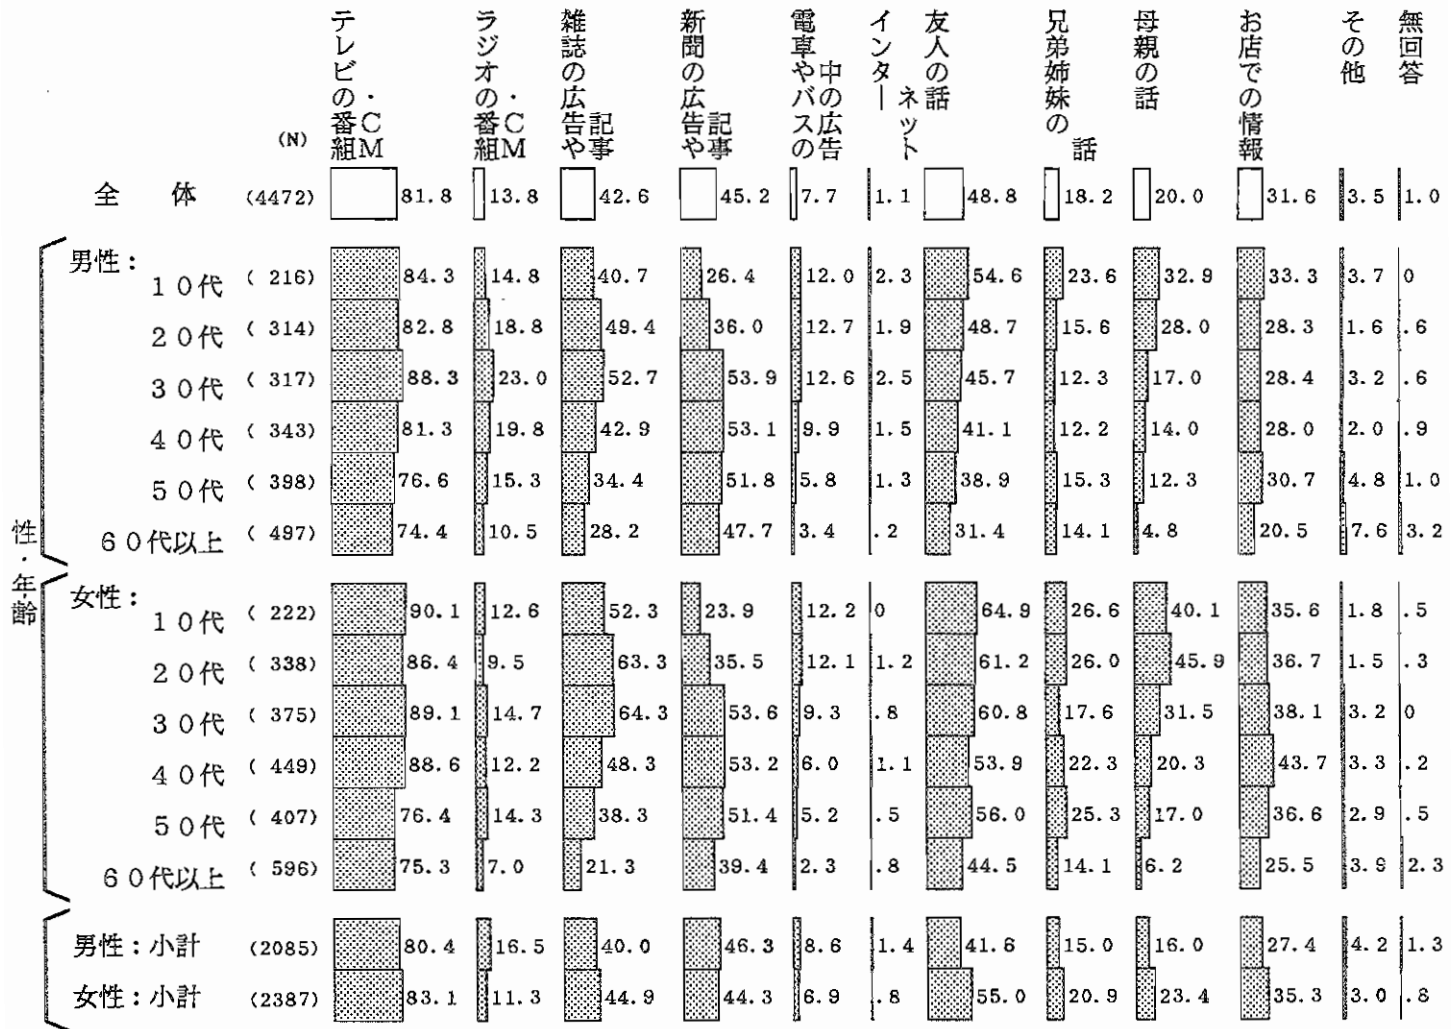 テレビの番組・CM
ラジオの番組・CM
雑誌の広告や記事
新聞の広告や記事
電車やバスの中の広告
インターネット
友人の話
兄弟姉妹の話
母親の話
お店での情報
その他
無回答
(N)
全体 (4472) 81.8 13.8 42.6 45.2 7.7 1.1 48.8 18.2 20.0 31.6 3.5 1.0
性・年齢
男性:
10代 (216) 84.3 14.8 40.7 26.4 12.0 2.3 54.6 23.6 32.9 33.3 3.7 0
20代 (314) 82.8 18.8 49.4 36.0 12.7 1.9 48.7 15.6 28.0 28.3 1.6 .6
30代 (317) 88.3 23.0 52.7 53.9 12.6 2.5 45.7 12.3 17.0 28.4 3.2 .6
40代 (343) 81.3 19.8 42.9 53.1 9.9 1.5 41.1 12.2 14.0 28.0 2.0 .9
50代 (398) 76.6 15.3 34.4 51.8 5.8 1.3 38.9 15.3 12.3 30.7 4.8 1.0
60代以上 (497) 74.4 10.5 28.2 47.7 3.4 .2 31.4 14.1 4.8 20.5 7.6 3.2
女性:
10代 (222) 90.1 12.6 52.3 23.9 12.2 0 64.9 26.6 40.1 35.6 1.8 .5
20代 (338) 86.4 9.5 63.3 35.5 12.1 1.2 61.2 26.0 45.9 36.7 1.5 .3
30代 (375) 89.1 14.7 64.3 53.6 9.3 .8 60.8 17.6 31.5 38.1 3.2 0
40代 (449) 88.6 12.2 48.3 53.2 6.0 1.1 53.9 22.3 20.3 43.7 3.3 .2
50代 (407) 76.4 14.3 38.3 51.4 5.2 .5 56.0 25.3 17.0 36.6 2.9 .5
60代以上 (596) 75.3 7.0 21.3 39.4 2.3 .8 44.5 14.1 6.2 25.5 3.9 2.3
男性:小計 (2085) 80.4 16.5 40.0 46.3 8.6 1.4 41.6 15.0 16.0 27.4 4.2 1.3
女性:小計 (2387) 83.1 11.3 44.9 44.3 6.9 .8 55.0 20.9 23.4 35.3 3.0 .8